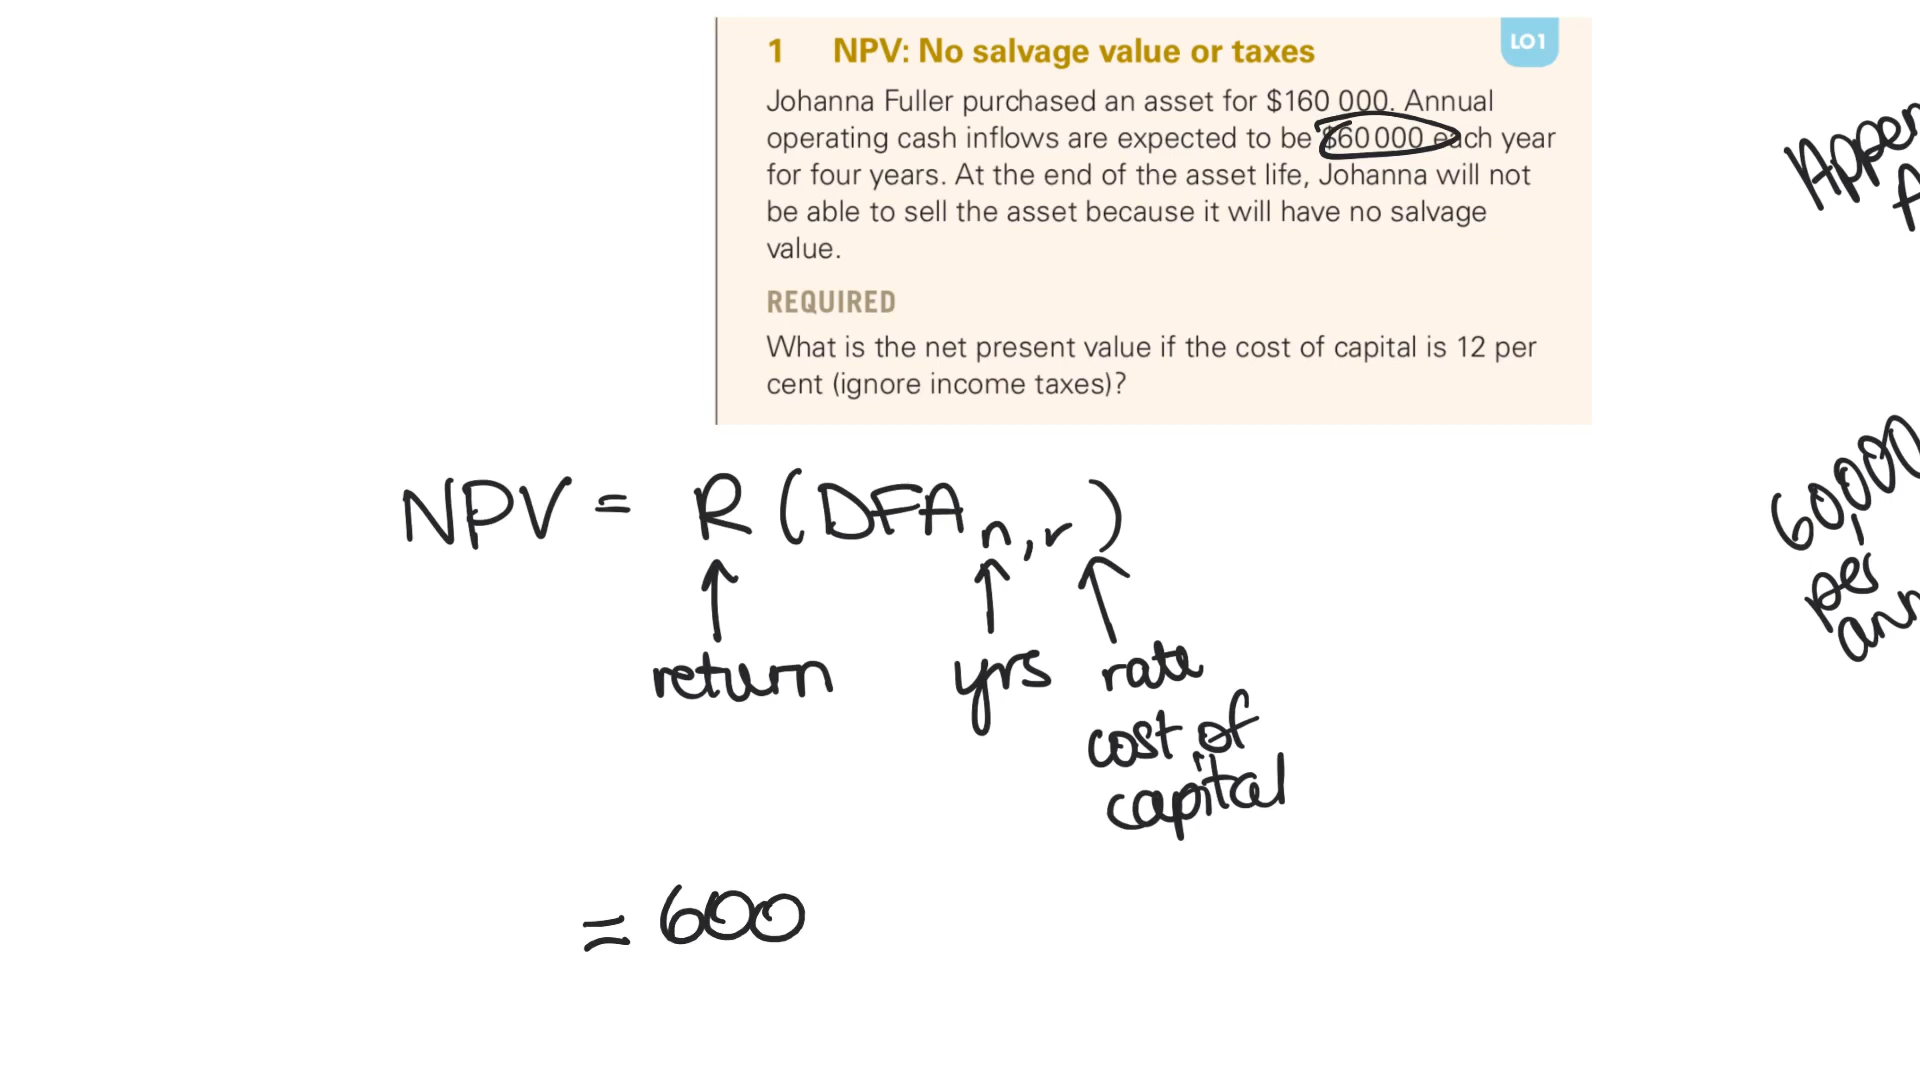 1 NPV: No salvage value or taxes
LO1
Johanna Fuller purchased an asset for $160 000. Annual
operating cash inflows are expected to be $60 000 each year
for four years. At the end of the asset life, Johanna will not
be able to sell the asset because it will have no salvage
value.
REQUIRED
What is the net present value if the cost of capital is 12 per
cent (ignore income taxes)?
NPV = R (DFA n,r)
return yrs rate
cost of
capital
= 600
60,000
per